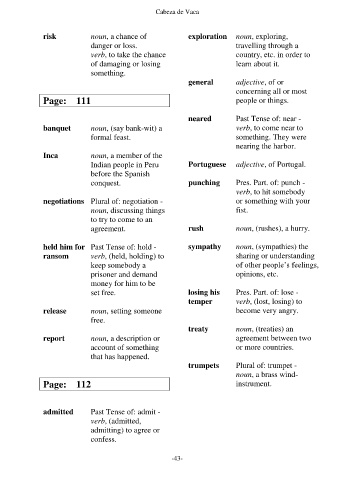 Cabeza de Vaca
risk noun, a chance of
danger or loss.
verb, to take the chance
of damaging or losing
something.
Page: 111
banquet noun, (say bank-wit) a
formal feast.
Inca noun, a member of the
Indian people in Peru
before the Spanish
conquest.
negotiations Plural of: negotiation -
noun, discussing things
to try to come to an
agreement.
held him for Past Tense of: hold -
ransom verb, (held, holding) to
keep somebody a
prisoner and demand
money for him to be
set free.
release noun, setting someone
free.
report noun, a description or
account of something
that has happened.
Page: 112
admitted Past Tense of: admit -
verb, (admitted,
admitting) to agree or
confess.
exploration noun, exploring,
travelling through a
country, etc. in order to
learn about it.
general adjective, of or
concerning all or most
people or things.
neared Past Tense of: near -
verb, to come near to
something. They were
nearing the harbor.
Portuguese adjective, of Portugal.
punching Pres. Part. of: punch -
verb, to hit somebody
or something with your
fist.
rush noun, (rushes), a hurry.
sympathy noun, (sympathies) the
sharing or understanding
of other people's feelings,
opinions, etc.
losing his Pres. Part. of: lose -
temper verb, (lost, losing) to
become very angry.
treaty noun, (treaties) an
agreement between two
or more countries.
trumpets Plural of: trumpet -
noun, a brass wind-
instrument.
-43-